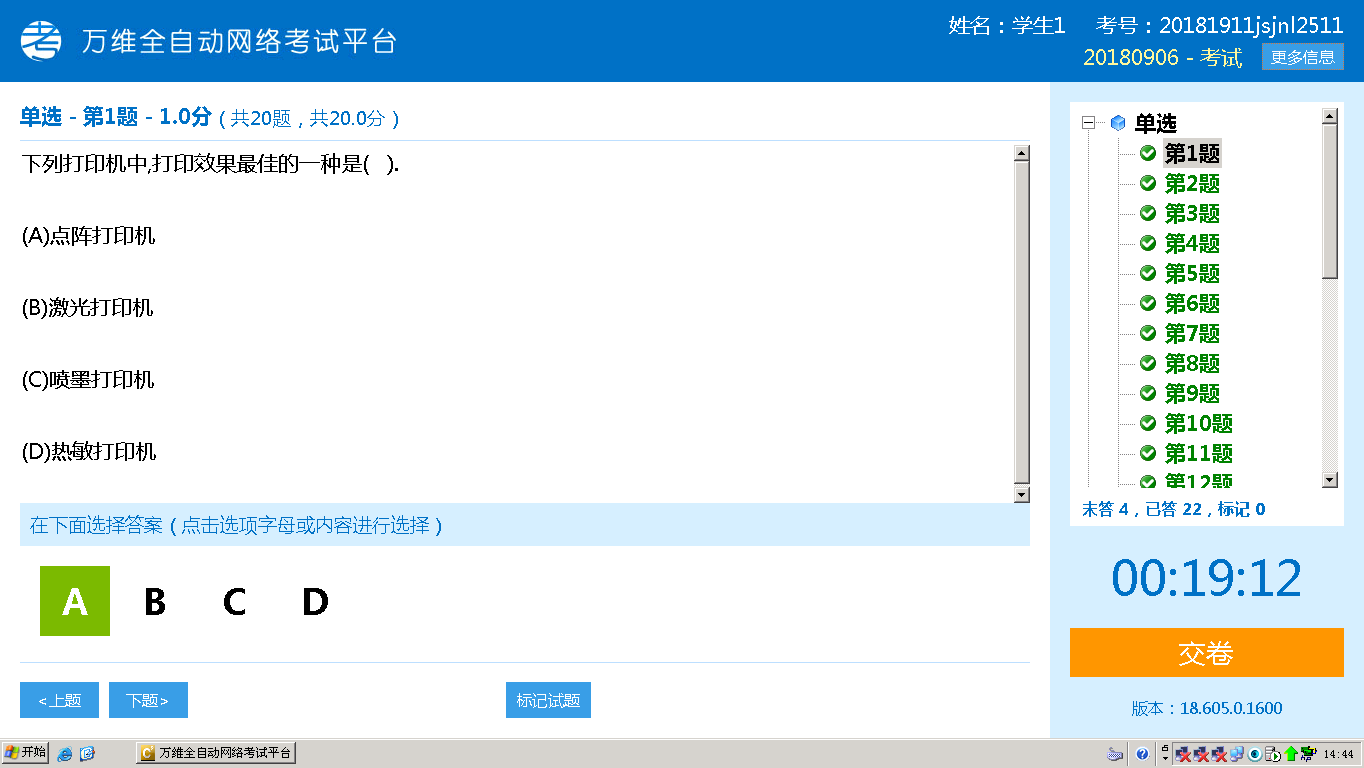 万维全自动网络考试平台
姓名：学生1 考号：20181911jsjnl2511
20180906 - 考试 更多信息
单选 - 第1题 - 1.0分 ( 共20题，共20.0分 )
下列打印机中,打印效果最佳的一种是( ).
(A)点阵打印机
(B)激光打印机
(C)喷墨打印机
(D)热敏打印机
在下面选择答案 ( 点击选项字母或内容进行选择 )
A B C D
<上题 下题> 标记试题
单选
第1题
第2题
第3题
第4题
第5题
第6题
第7题
第8题
第9题
第10题
第11题
第12题
未答 4，已答 22，标记 0
00:19:12
交卷
版本：18.605.0.1600
开始 万维全自动网络考试平台 14:44